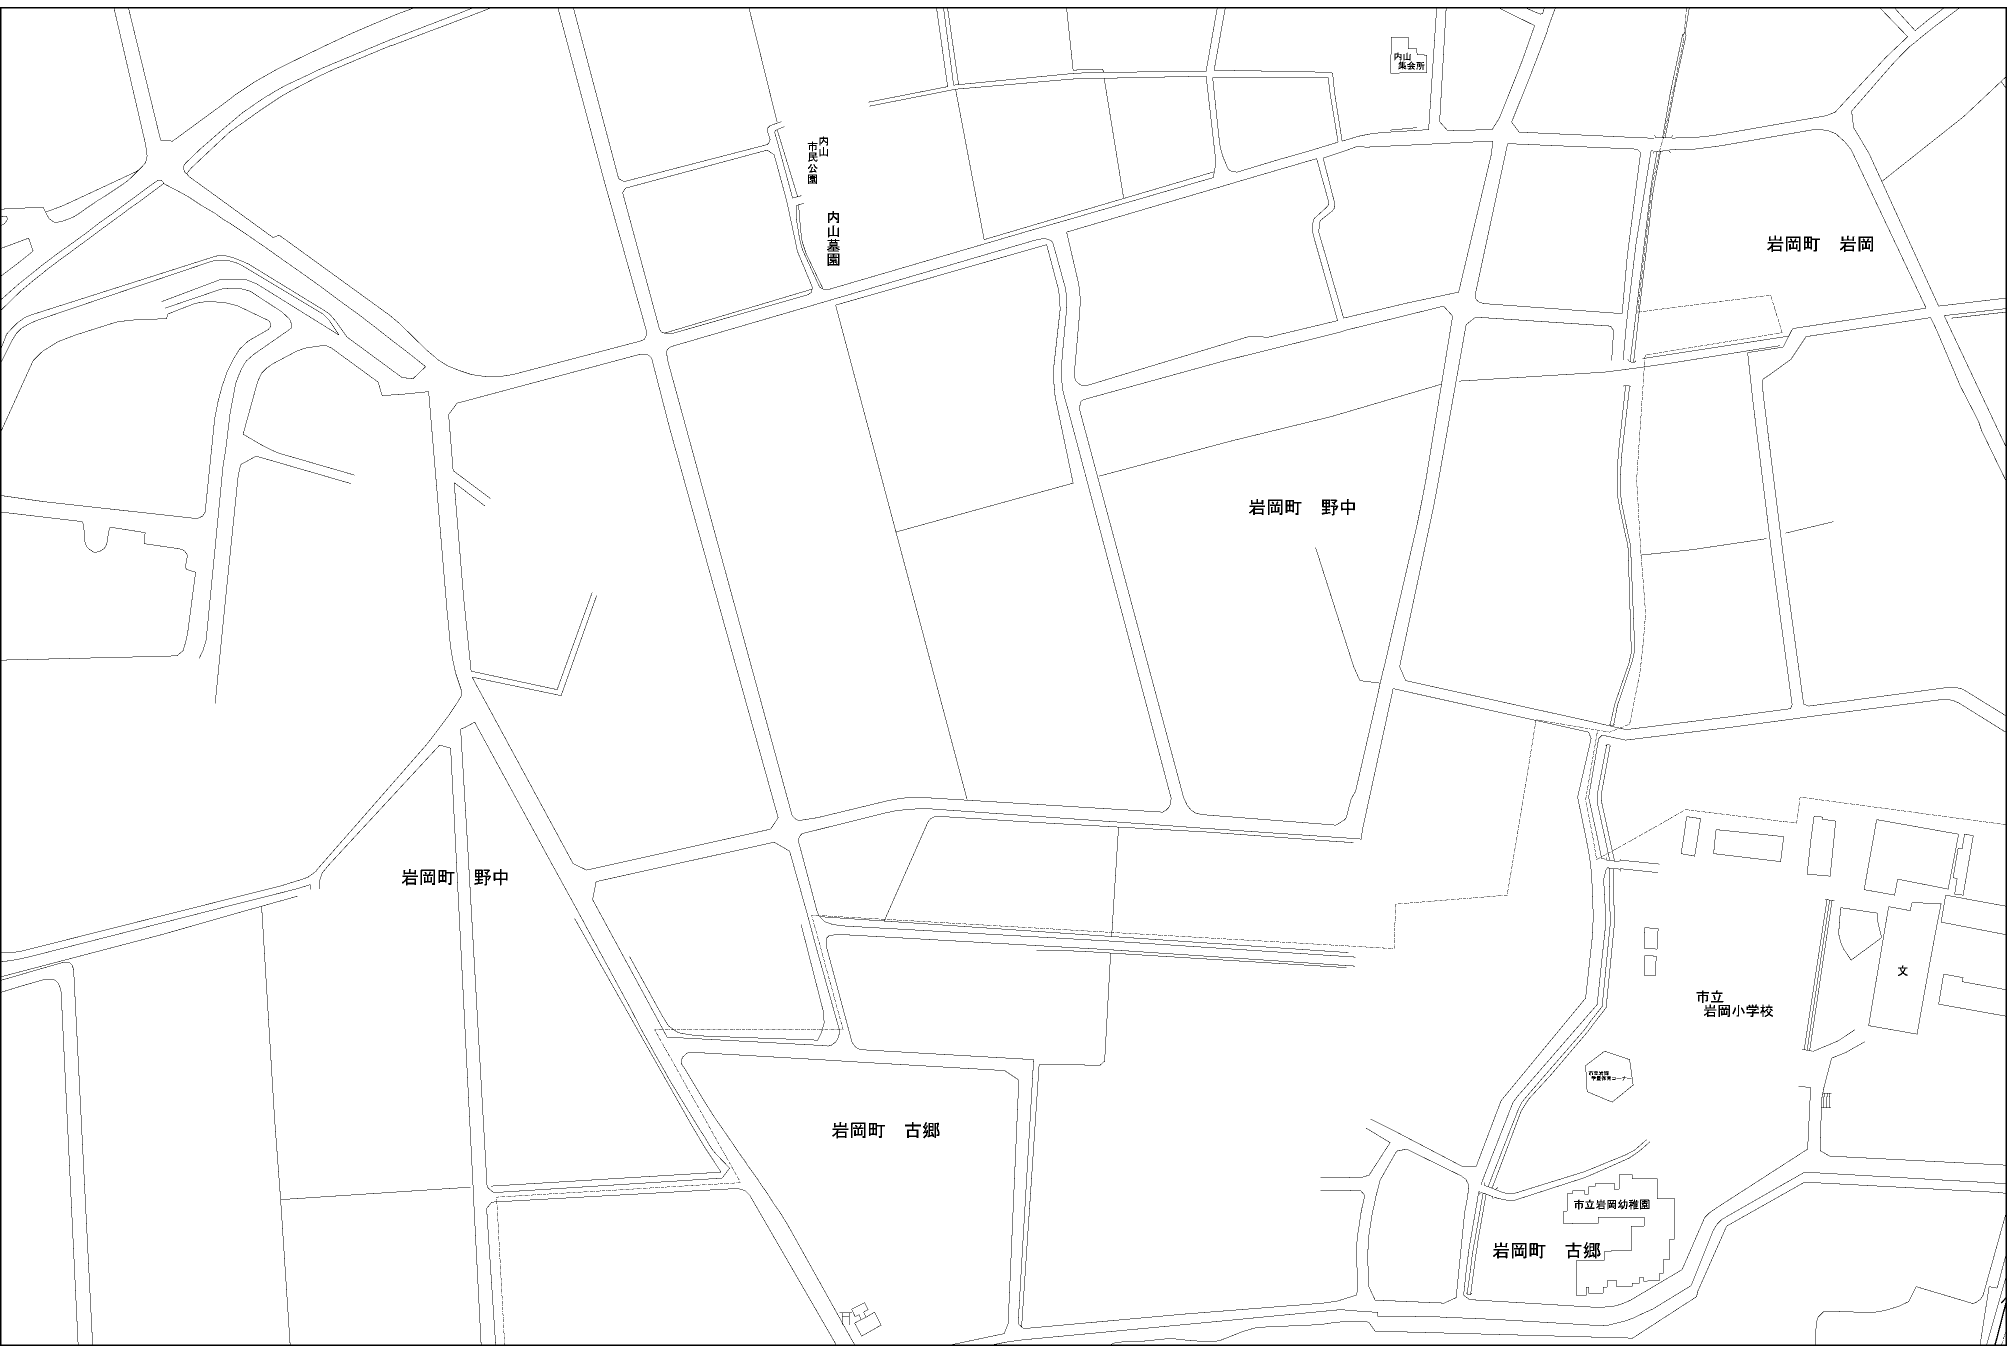 内山
集会所
内山
市民公園
内山墓園
岩岡町　岩岡
岩岡町　野中
岩岡町　野中
文
市立
岩岡小学校
岩岡町　古郷
市立岩岡幼稚園
岩岡町　古郷